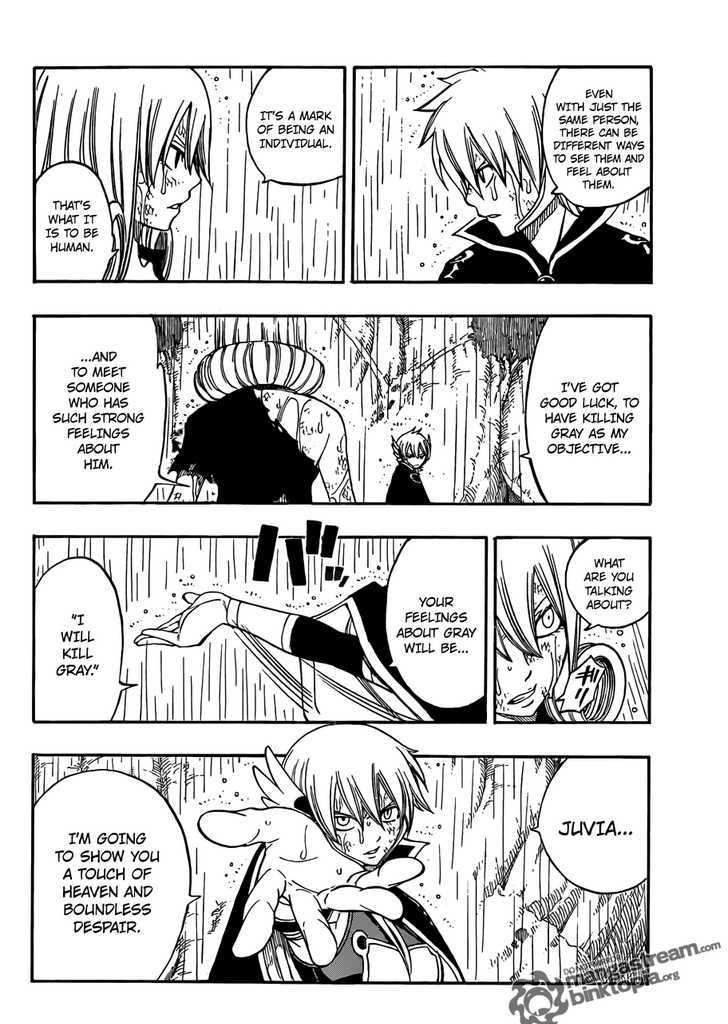 EVEN
WITH JUST THE
SAME PERSON,
THERE CAN BE
DIFFERENT WAYS
TO SEE THEM AND
FEEL ABOUT
THEM.
IT'S A MARK
OF BEING AN
INDIVIDUAL.
THAT'S
WHAT IT
IS TO BE
HUMAN.
I'VE GOT
GOOD LUCK, TO
HAVE KILLING
GRAY AS MY
OBJECTIVE...
...AND
TO MEET
SOMEONE
WHO HAS
SUCH STRONG
FEELINGS
ABOUT
HIM.
WHAT
ARE YOU
TALKING
ABOUT?
ギリ
YOUR
FEELINGS
ABOUT GRAY
WILL BE...
バッ
"I
WILL
KILL
GRAY."
JUVIA...
I'M GOING
TO SHOW YOU
A TOUCH OF
HEAVEN AND
BOUNDLESS
DESPAIR.
mangastream.com
binktopia.org